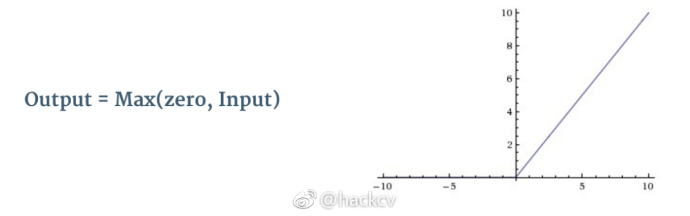 Output = Max(zero, Input)
10
8
6
4
2
-10 -5 5 10
@hackcv